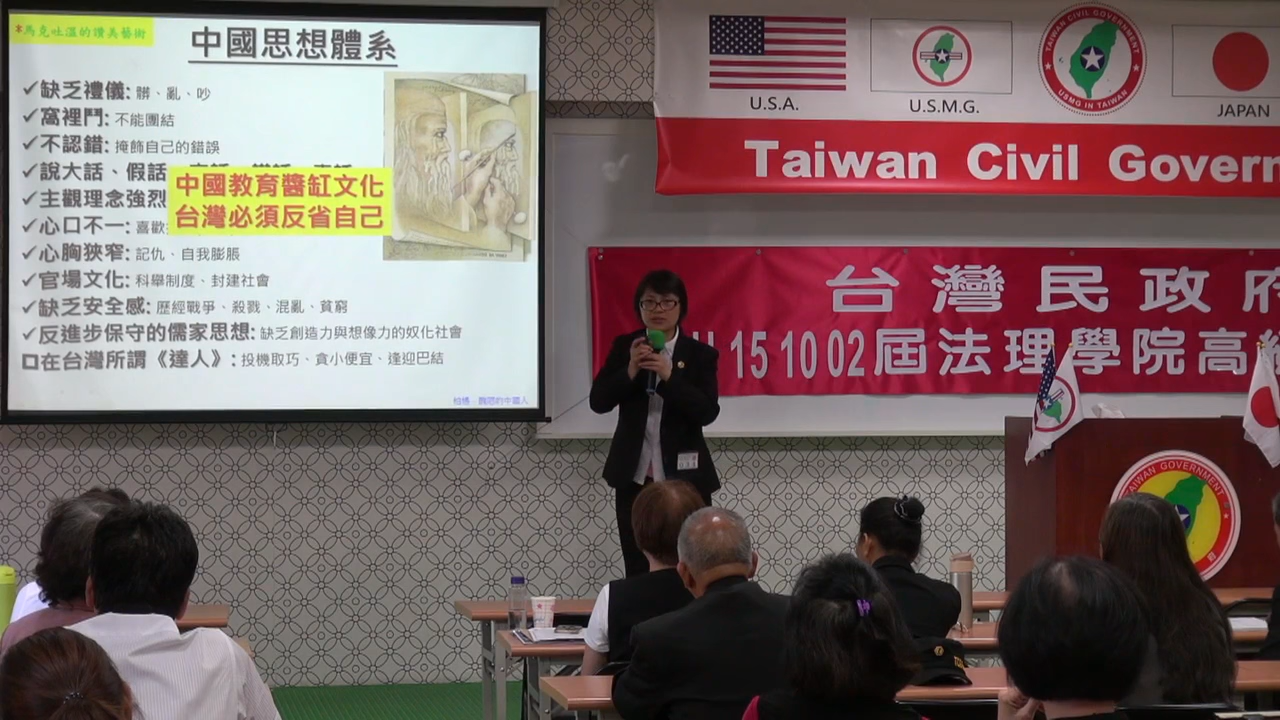 *馬克吐溫的讚美藝術
中國思想體系
✓缺乏禮儀: 髒、亂、吵
✓窩裡鬥: 不能團結
✓不認錯: 掩飾自己的錯誤
✓說大話、假話
✓主觀理念強烈
✓心口不一: 喜歡
✓心胸狹窄: 記仇、自我膨脹
✓官場文化: 科舉制度、封建社會
✓缺乏安全感: 歷經戰爭、殺戮、混亂、貧窮
✓反進步保守的儒家思想: 缺乏創造力與想像力的奴化社會
口在台灣所謂《達人》: 投機取巧、貪小便宜、逢迎巴結
中國教育醬缸文化
台灣必須反省自己
U.S.A.
U.S.M.G.
TAIWAN CIVIL GOVERNMENT
USMG IN TAIWAN
JAPAN
Taiwan Civil Govern
台灣民政府
15 10 02屆法理學院高
TAIWAN GOVERNMENT